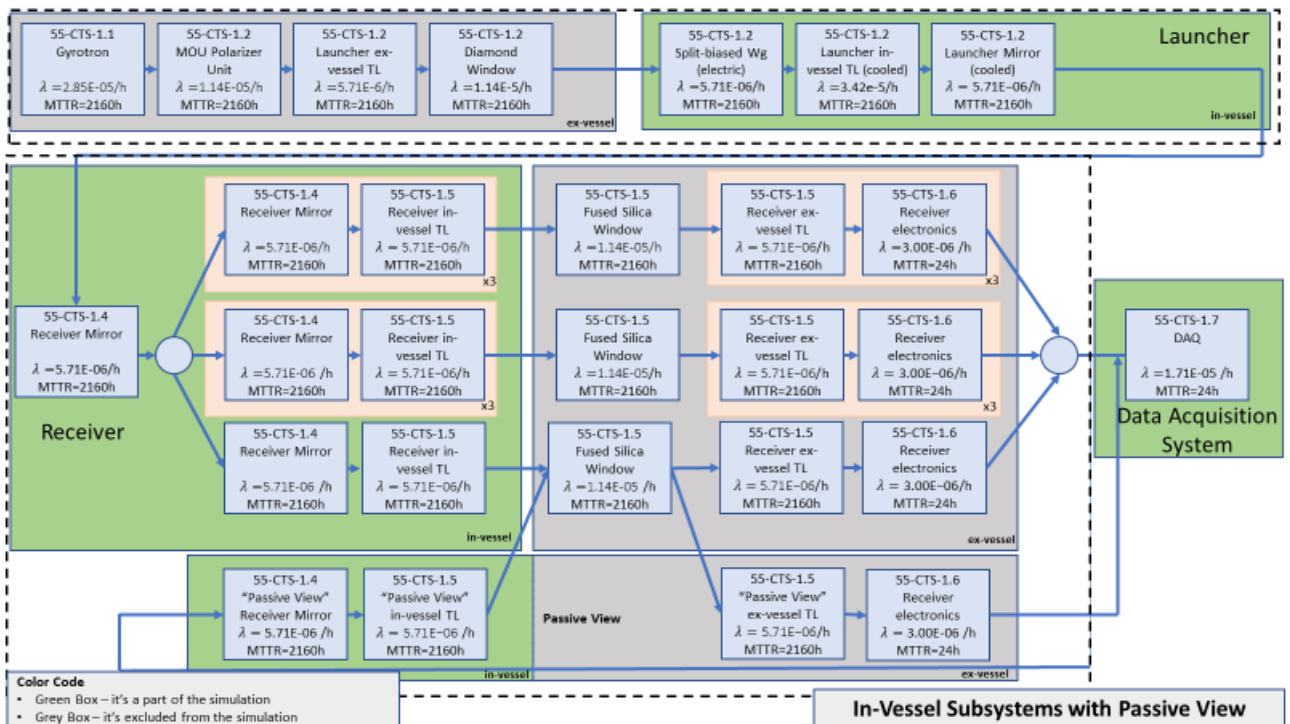 55-CTS-1.1
Gyrotron
λ =2.85E-05/h
MTTR=2160h
55-CTS-1.2
MOU Polarizer
Unit
λ =1.14E-05/h
MTTR=2160h
55-CTS-1.2
Launcher ex-
vessel TL
λ =5.71E-6/h
MTTR=2160h
55-CTS-1.2
Diamond
Window
λ =1.14E-5/h
MTTR=2160h
ex-vessel
55-CTS-1.2
Split-biased Wg
(electric)
λ =5.71E-06/h
MTTR=2160h
55-CTS-1.2
Launcher in-
vessel TL (cooled)
λ =3.42e-5/h
MTTR=2160h
55-CTS-1.2
Launcher Mirror
(cooled)
λ = 5.71E-06/h
MTTR=2160h
Launcher
in-vessel
55-CTS-1.4
Receiver Mirror
λ =5.71E-06/h
MTTR=2160h
Receiver
55-CTS-1.4
Receiver Mirror
λ =5.71E-06/h
MTTR=2160h
55-CTS-1.5
Receiver in-
vessel TL
λ = 5.71E-06/h
MTTR=2160h
x3
55-CTS-1.5
Fused Silica
Window
λ =1.14E-05/h
MTTR=2160h
55-CTS-1.5
Receiver ex-
vessel TL
λ = 5.71E-06/h
MTTR=2160h
55-CTS-1.6
Receiver
electronics
λ =3.00E-06 /h
MTTR=24h
x3
55-CTS-1.4
Receiver Mirror
λ =5.71E-06 /h
MTTR=2160h
55-CTS-1.5
Receiver in-
vessel TL
λ = 5.71E-06/h
MTTR=2160h
x3
55-CTS-1.5
Fused Silica
Window
λ =1.14E-05/h
MTTR=2160h
55-CTS-1.5
Receiver ex-
vessel TL
λ = 5.71E-06/h
MTTR=2160h
55-CTS-1.6
Receiver
electronics
λ = 3.00E-06/h
MTTR=24h
x3
55-CTS-1.4
Receiver Mirror
λ =5.71E-06 /h
MTTR=2160h
55-CTS-1.5
Receiver in-
vessel TL
λ = 5.71E-06/h
MTTR=2160h
in-vessel
55-CTS-1.5
Fused Silica
Window
λ =1.14E-05 /h
MTTR=2160h
55-CTS-1.5
Receiver ex-
vessel TL
λ = 5.71E-06/h
MTTR=2160h
55-CTS-1.6
Receiver
electronics
λ = 3.00E-06/h
MTTR=24h
ex-vessel
55-CTS-1.7
DAQ
λ =1.71E-05 /h
MTTR=24h
Data Acquisition
System
55-CTS-1.4
"Passive View"
Receiver Mirror
λ = 5.71E-06 /h
MTTR=2160h
55-CTS-1.5
"Passive View"
in-vessel TL
λ = 5.71E-06 /h
MTTR=2160h
in-vessel
Passive View
55-CTS-1.5
"Passive View"
ex-vessel TL
λ = 5.71E-06/h
MTTR=2160h
55-CTS-1.6
Receiver
electronics
λ = 3.00E-06 /h
MTTR=24h
ex-vessel
Color Code
• Green Box – it's a part of the simulation
• Grey Box – it's excluded from the simulation
In-Vessel Subsystems with Passive View